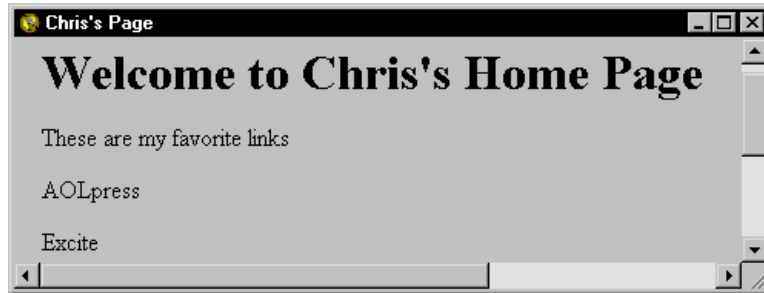 Chris's Page
Welcome to Chris's Home Page
These are my favorite links
AOLpress
Excite